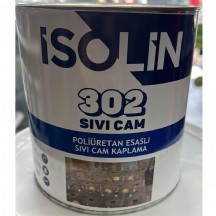 iSOLiN
302
SIVI CAM
POLİÜRETAN ESASLI
SIVI CAM KAPLAMA